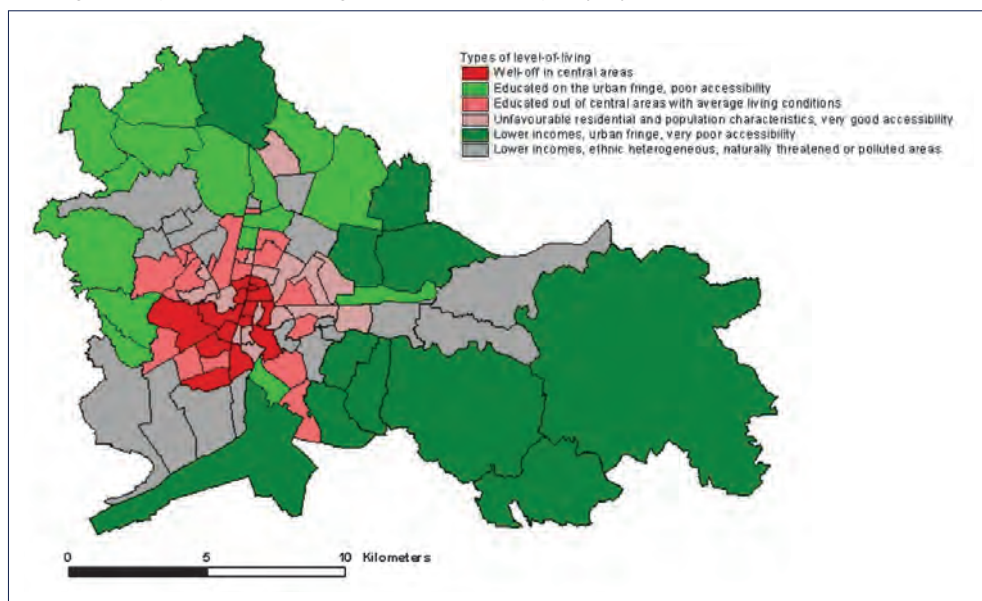 Types of level-of-living
Well-off in central areas
Educated on the urban fringe, poor accessibility
Educated out of central areas with average living conditions
Unfavourable residential and population characteristics, very good accessibility
Lower incomes, urban fringe, very poor accessibility
Lower incomes, ethnic heterogeneous, naturally threatened or polluted areas
0 5 10 Kilometers